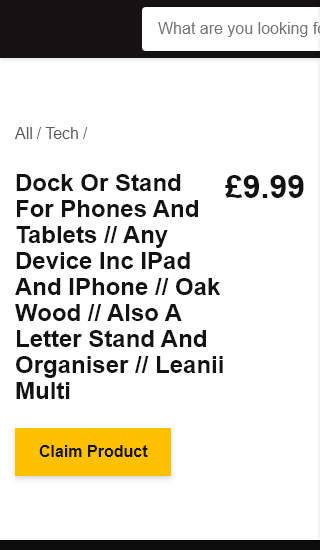 What are you looking
All / Tech /
Dock Or Stand
For Phones And
Tablets // Any
Device Inc IPad
And IPhone // Oak
Wood // Also A
Letter Stand And
Organiser // Leanii
Multi
£9.99
Claim Product